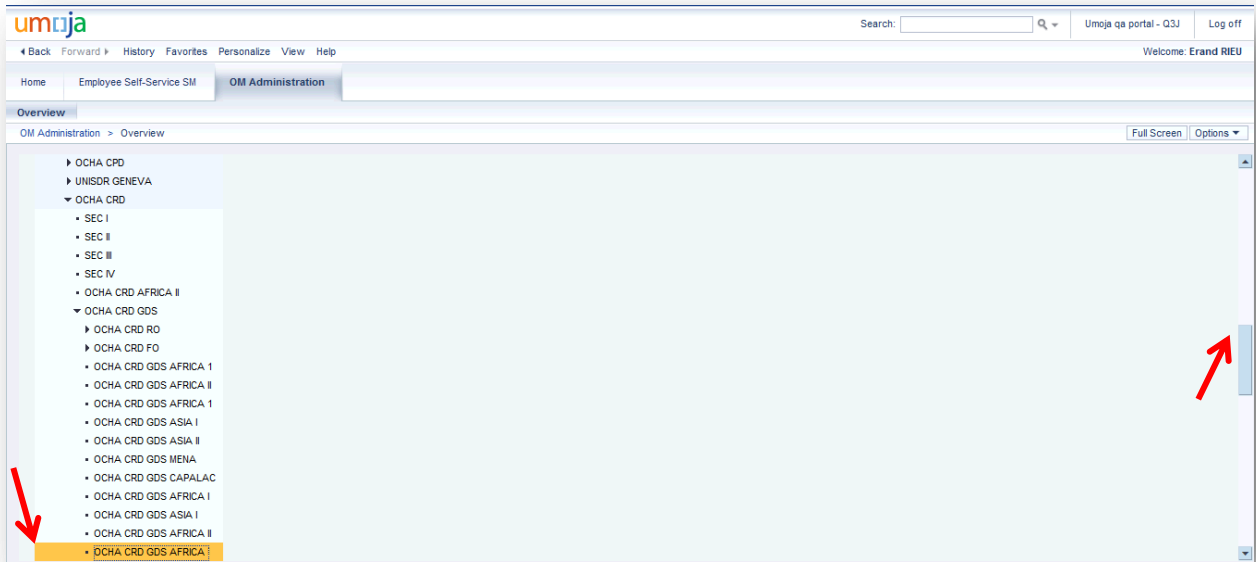 umoja
Search:
Umoja qa portal - Q3J
Log off
Back Forward History Favorites Personalize View Help
Welcome: Erand RIEU
Home Employee Self-Service SM OM Administration
Overview
OM Administration > Overview
Full Screen Options
OCHA CPD
UNISDR GENEVA
OCHA CRD
SEC I
SEC II
SEC III
SEC IV
OCHA CRD AFRICA II
OCHA CRD GDS
OCHA CRD RO
OCHA CRD FO
OCHA CRD GDS AFRICA 1
OCHA CRD GDS AFRICA II
OCHA CRD GDS AFRICA 1
OCHA CRD GDS ASIA I
OCHA CRD GDS ASIA II
OCHA CRD GDS MENA
OCHA CRD GDS CAPALAC
OCHA CRD GDS AFRICA I
OCHA CRD GDS ASIA I
OCHA CRD GDS AFRICA II
OCHA CRD GDS AFRICA